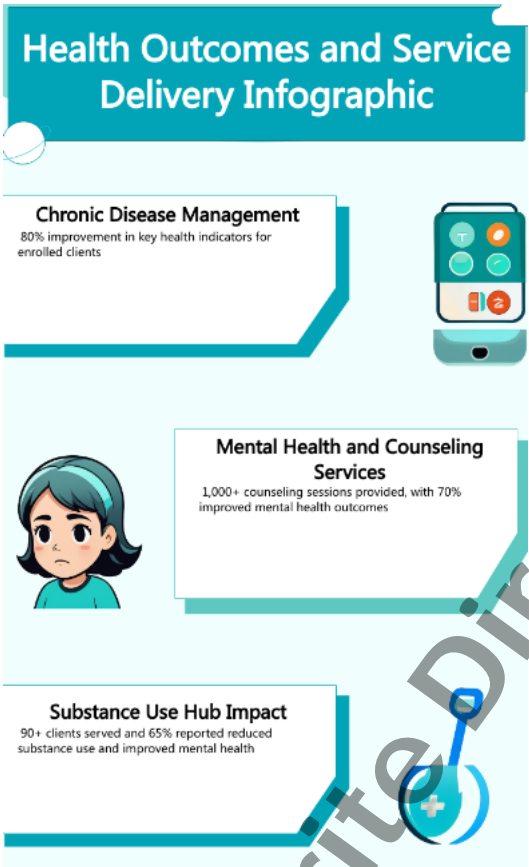 Health Outcomes and Service
Delivery Infographic
Chronic Disease Management
80% improvement in key health indicators for
enrolled clients
Mental Health and Counseling
Services
1,000+ counseling sessions provided, with 70%
improved mental health outcomes
Substance Use Hub Impact
90+ clients served and 65% reported reduced
substance use and improved mental health